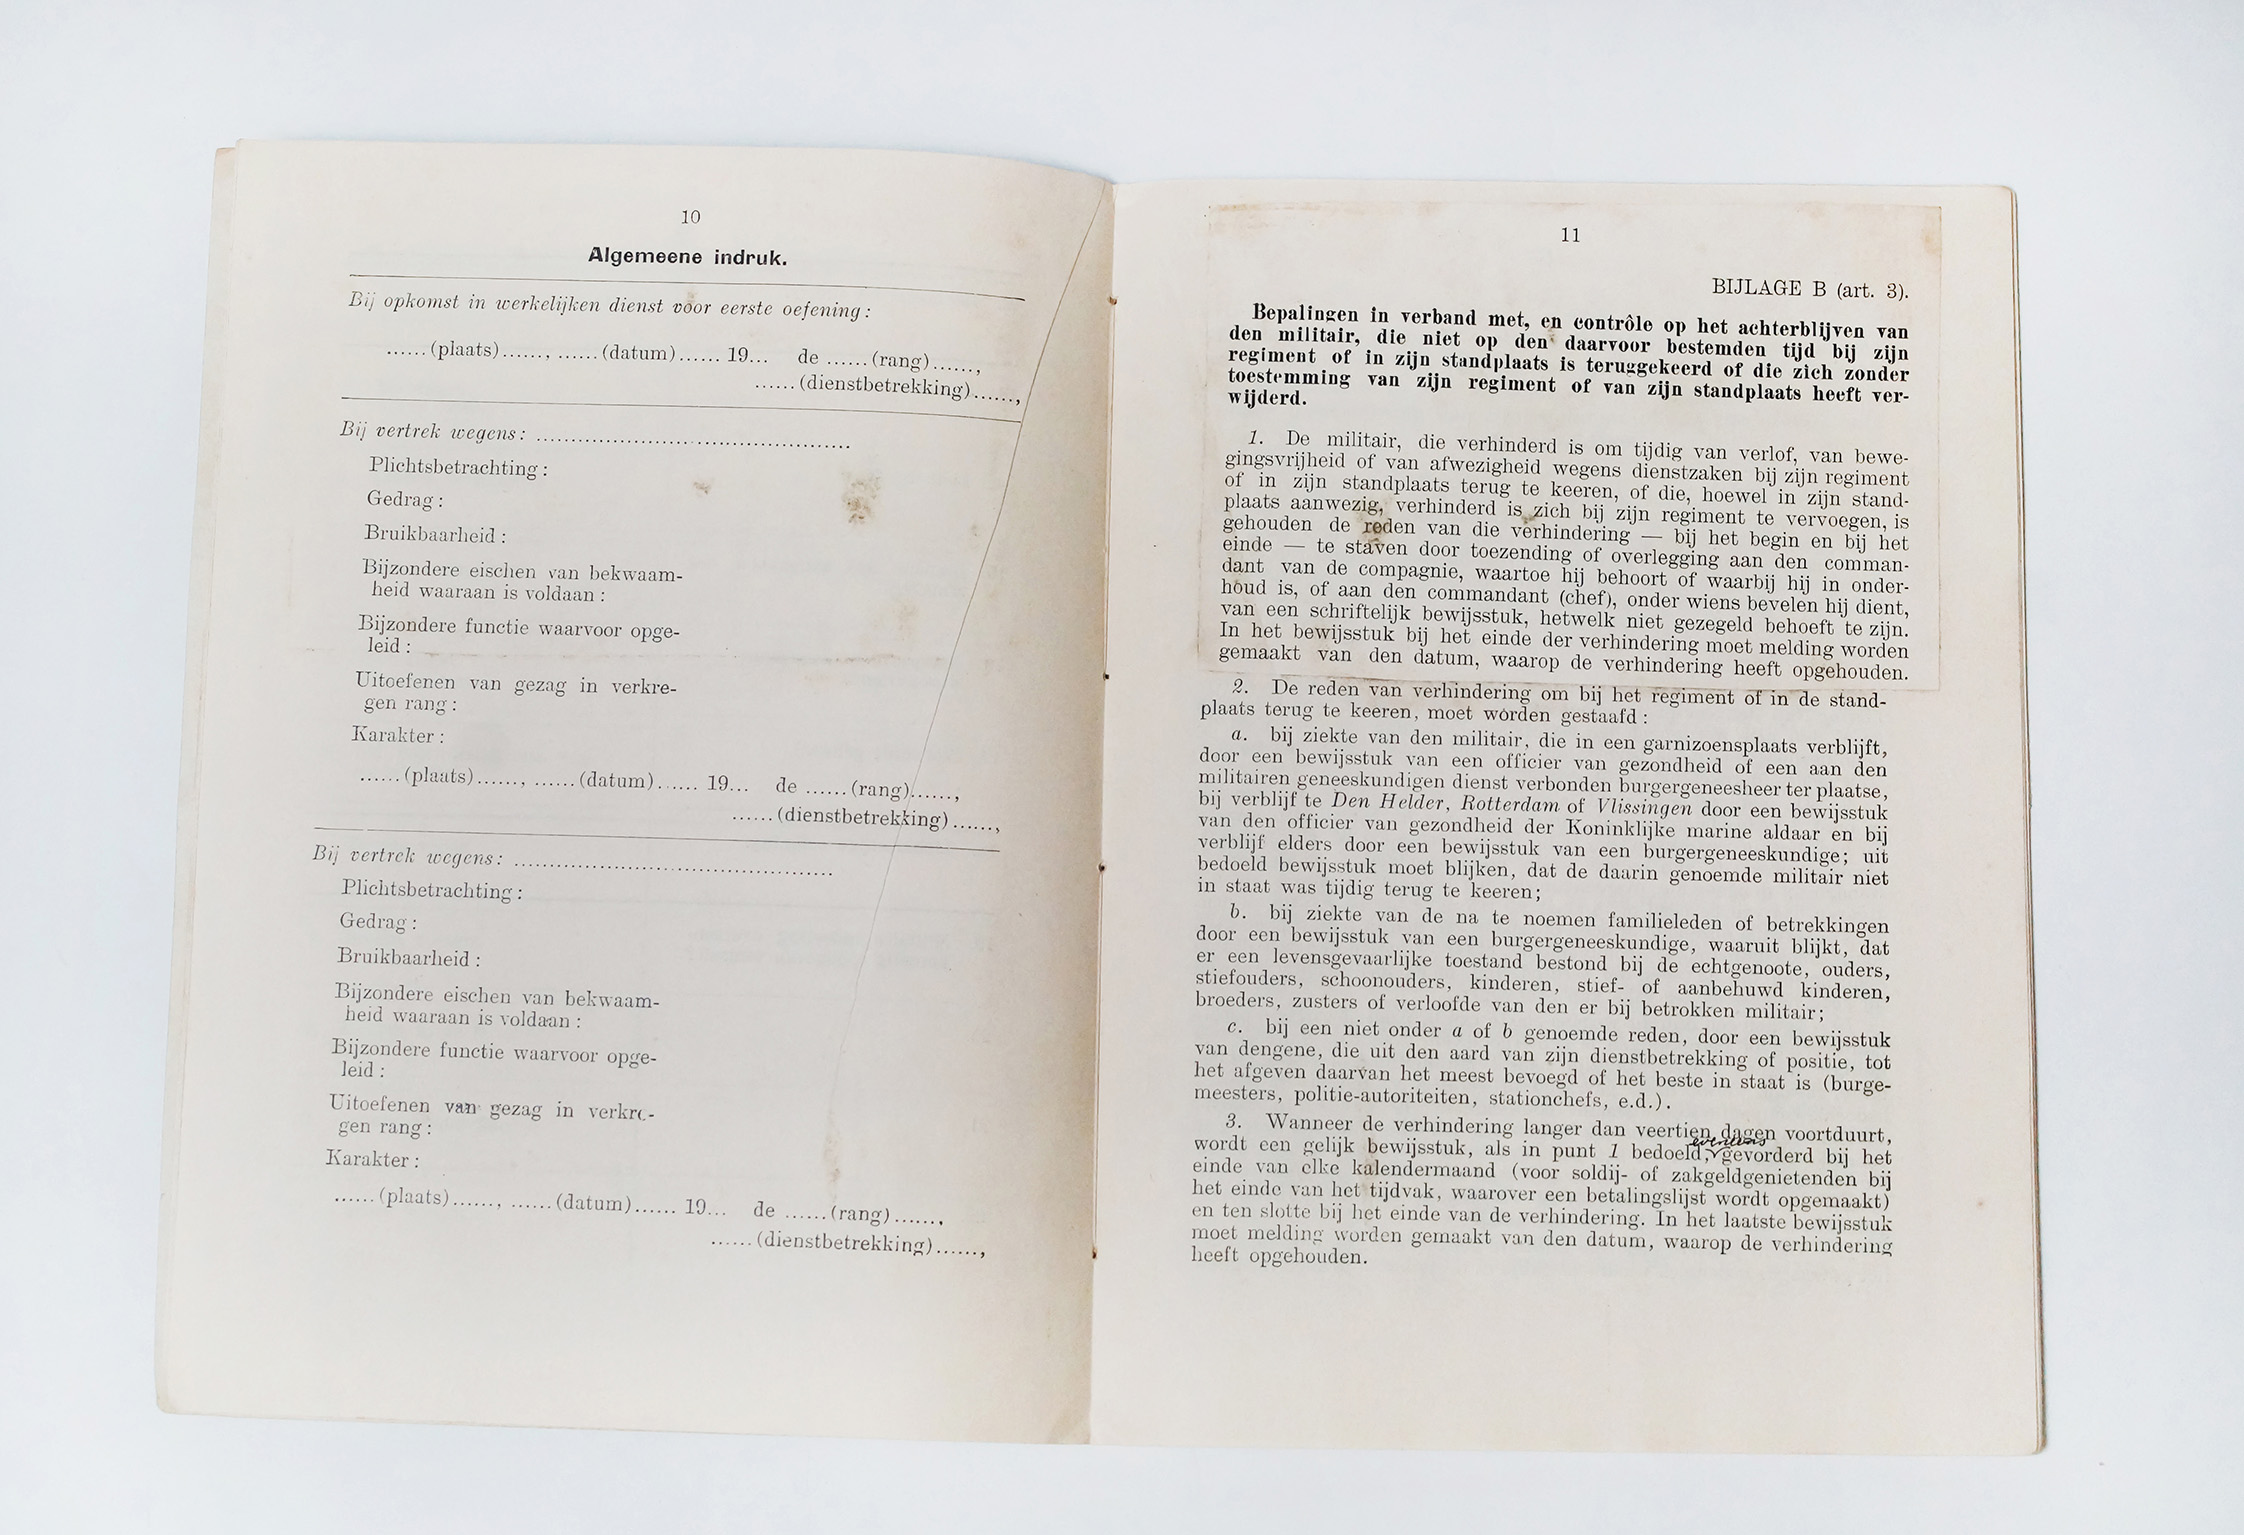 10
Algemeene indruk.
Bij opkomst in werkelijken dienst voor eerste oefening:
......(plaats)......, ......(datum)...... 19... de ......(rang)......,
......(dienstbetrekking)......,
Bij vertrek wegens: ................................................
Plichtsbetrachting:
Gedrag:
Bruikbaarheid:
Bijzondere eischen van bekwaam-
heid waaraan is voldaan:
Bijzondere functie waarvoor opge-
leid:
Uitoefenen van gezag in verkre-
gen rang:
Karakter:
......(plaats)......, ......(datum)...... 19... de ......(rang)......,
......(dienstbetrekking)......,
Bij vertrek wegens: ................................................
Plichtsbetrachting:
Gedrag:
Bruikbaarheid:
Bijzondere eischen van bekwaam-
heid waaraan is voldaan:
Bijzondere functie waarvoor opge-
leid:
Uitoefenen van gezag in verkre-
gen rang:
Karakter:
......(plaats)......, ......(datum)...... 19... de ......(rang)......,
......(dienstbetrekking)......,
11
BIJLAGE B (art. 3).
Bepalingen in verband met, en contrôle op het achterblijven van
den militair, die niet op den daarvoor bestemden tijd bij zijn
regiment of in zijn standplaats is teruggekeerd of die zich zonder
toestemming van zijn regiment of van zijn standplaats heeft ver-
wijderd.
1. De militair, die verhinderd is om tijdig van verlof, van bewe-
gingsvrijheid of van afwezigheid wegens dienstzaken bij zijn regiment
of in zijn standplaats terug te keeren, of die, hoewel in zijn stand-
plaats aanwezig, verhinderd is zich bij zijn regiment te vervoegen, is
gehouden de reden van die verhindering — bij het begin en bij het
einde — te staven door toezending of overlegging aan den comman-
dant van de compagnie, waartoe hij behoort of waarbij hij in onder-
houd is, of aan den commandant (chef), onder wiens bevelen hij dient,
van een schriftelijk bewijsstuk, hetwelk niet gezegeld behoeft te zijn.
In het bewijsstuk bij het einde der verhindering moet melding worden
gemaakt van den datum, waarop de verhindering heeft opgehouden.
2. De reden van verhindering om bij het regiment of in de stand-
plaats terug te keeren, moet worden gestaafd:
a. bij ziekte van den militair, die in een garnizoensplaats verblijft,
door een bewijsstuk van een officier van gezondheid of een aan den
militairen geneeskundigen dienst verbonden burgergeneesheer ter plaatse,
bij verblijf te Den Helder, Rotterdam of Vlissingen door een bewijsstuk
van den officier van gezondheid der Koninklijke marine aldaar en bij
verblijf elders door een bewijsstuk van een burgergeneeskundige; uit
bedoeld bewijsstuk moet blijken, dat de daarin genoemde militair niet
in staat was tijdig terug te keeren;
b. bij ziekte van de na te noemen familieleden of betrekkingen
door een bewijsstuk van een burgergeneeskundige, waaruit blijkt, dat
er een levensgevaarlijke toestand bestond bij de echtgenoote, ouders,
stiefouders, schoonouders, kinderen, stief- of aanbehuwd kinderen,
broeders, zusters of verloofde van den er bij betrokken militair;
c. bij een niet onder a of b genoemde reden, door een bewijsstuk
van dengene, die uit den aard van zijn dienstbetrekking of positie, tot
het afgeven daarvan het meest bevoegd of het beste in staat is (burge-
meesters, politie-autoriteiten, stationchefs, e.d.).
3. Wanneer de verhindering langer dan veertien dagen voortduurt,
eveneens
wordt een gelijk bewijsstuk, als in punt 1 bedoeld, gevorderd bij het
einde van elke kalendermaand (voor soldij- of zakgeldgenietenden bij
het einde van het tijdvak, waarover een betalingslijst wordt opgemaakt)
en ten slotte bij het einde van de verhindering. In het laatste bewijsstuk
moet melding worden gemaakt van den datum, waarop de verhindering
heeft opgehouden.